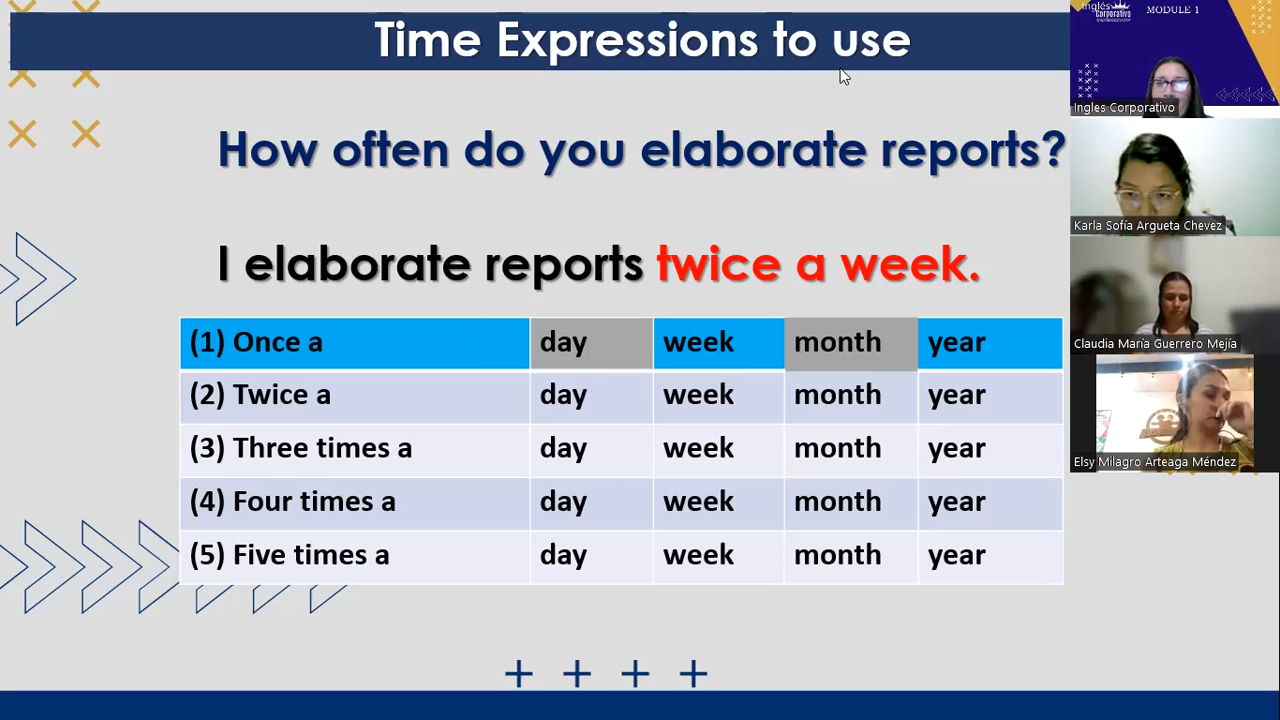 Time Expressions to use
How often do you elaborate reports?
I elaborate reports twice a week.
(1) Once a day week month year
(2) Twice a day week month year
(3) Three times a day week month year
(4) Four times a day week month year
(5) Five times a day week month year
Inglés
Corporativo
MODULE 1
Ingles Corporativo
Karla Sofía Argueta Chevez
Claudia María Guerrero Mejía
Elsy Milagro Arteaga Méndez